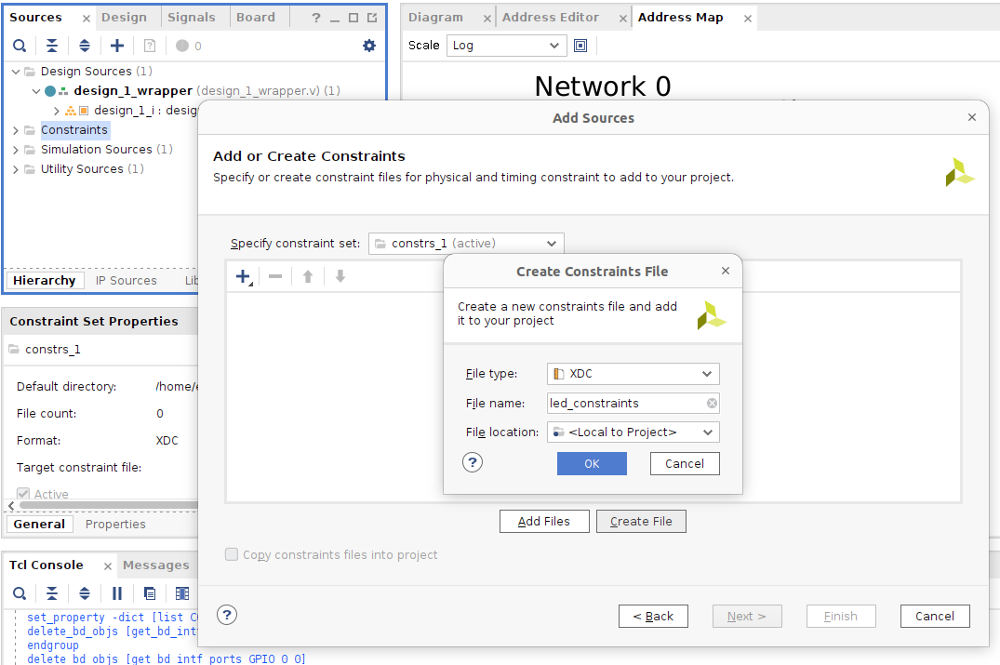 Sources
Design
Signals
Board
Diagram
Address Editor
Address Map
0
Scale
Log
Design Sources (1)
design_1_wrapper (design_1_wrapper.v) (1)
design_1_i :
Network 0
Constraints
Simulation Sources (1)
Utility Sources (1)
Hierarchy
IP Sources
Add Sources
Add or Create Constraints
Specify or create constraint files for physical and timing constraint to add to your project.
Specify constraint set:
constrs_1 (active)
Constraint Set Properties
constrs_1
Default directory:
File count:
0
Format:
XDC
Target constraint file:
Active
General
Properties
Create Constraints File
Create a new constraints file and add
it to your project
File type:
XDC
File name:
led_constraints
File location:
<Local to Project>
?
OK
Cancel
Add Files
Create File
Copy constraints files into project
?
< Back
Next >
Finish
Cancel
Tcl Console
Messages
set_property -dict [list
delete_bd_objs
endgroup
delete_bd_objs [get_bd_intf_ports GPIO_0_0]